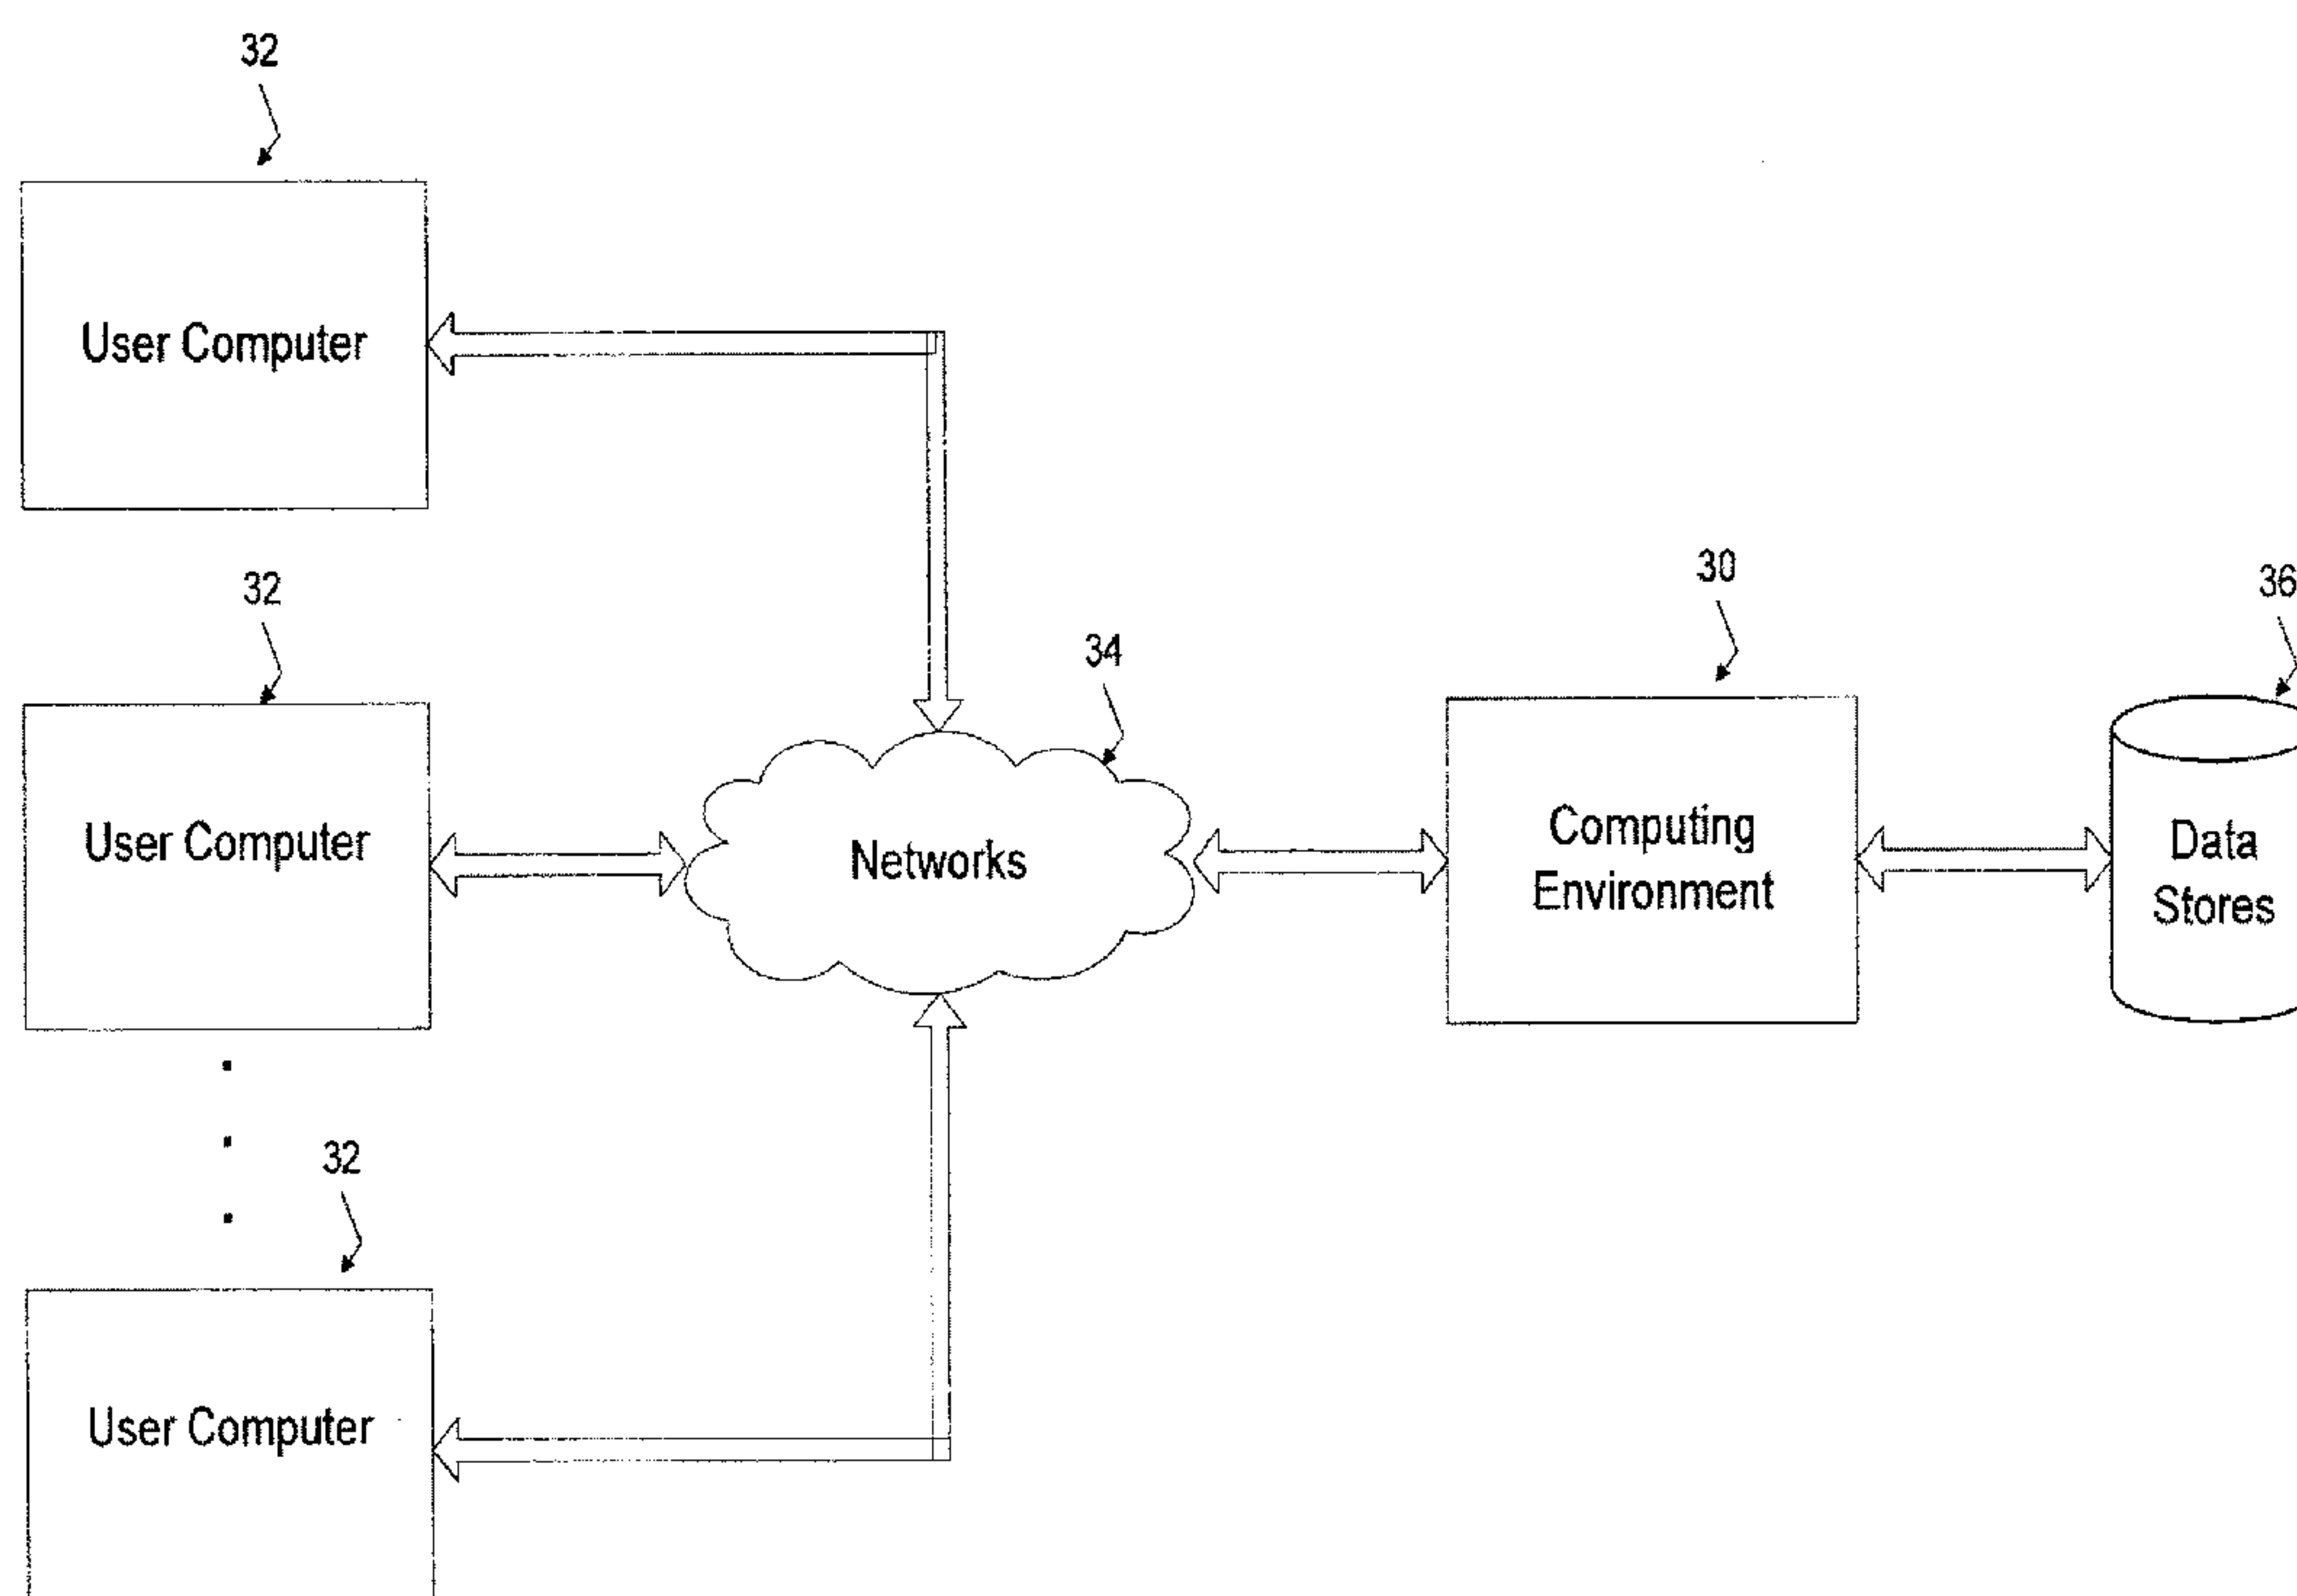 32
User Computer
32
User Computer
32
User Computer
34
Networks
30
Computing
Environment
36
Data
Stores